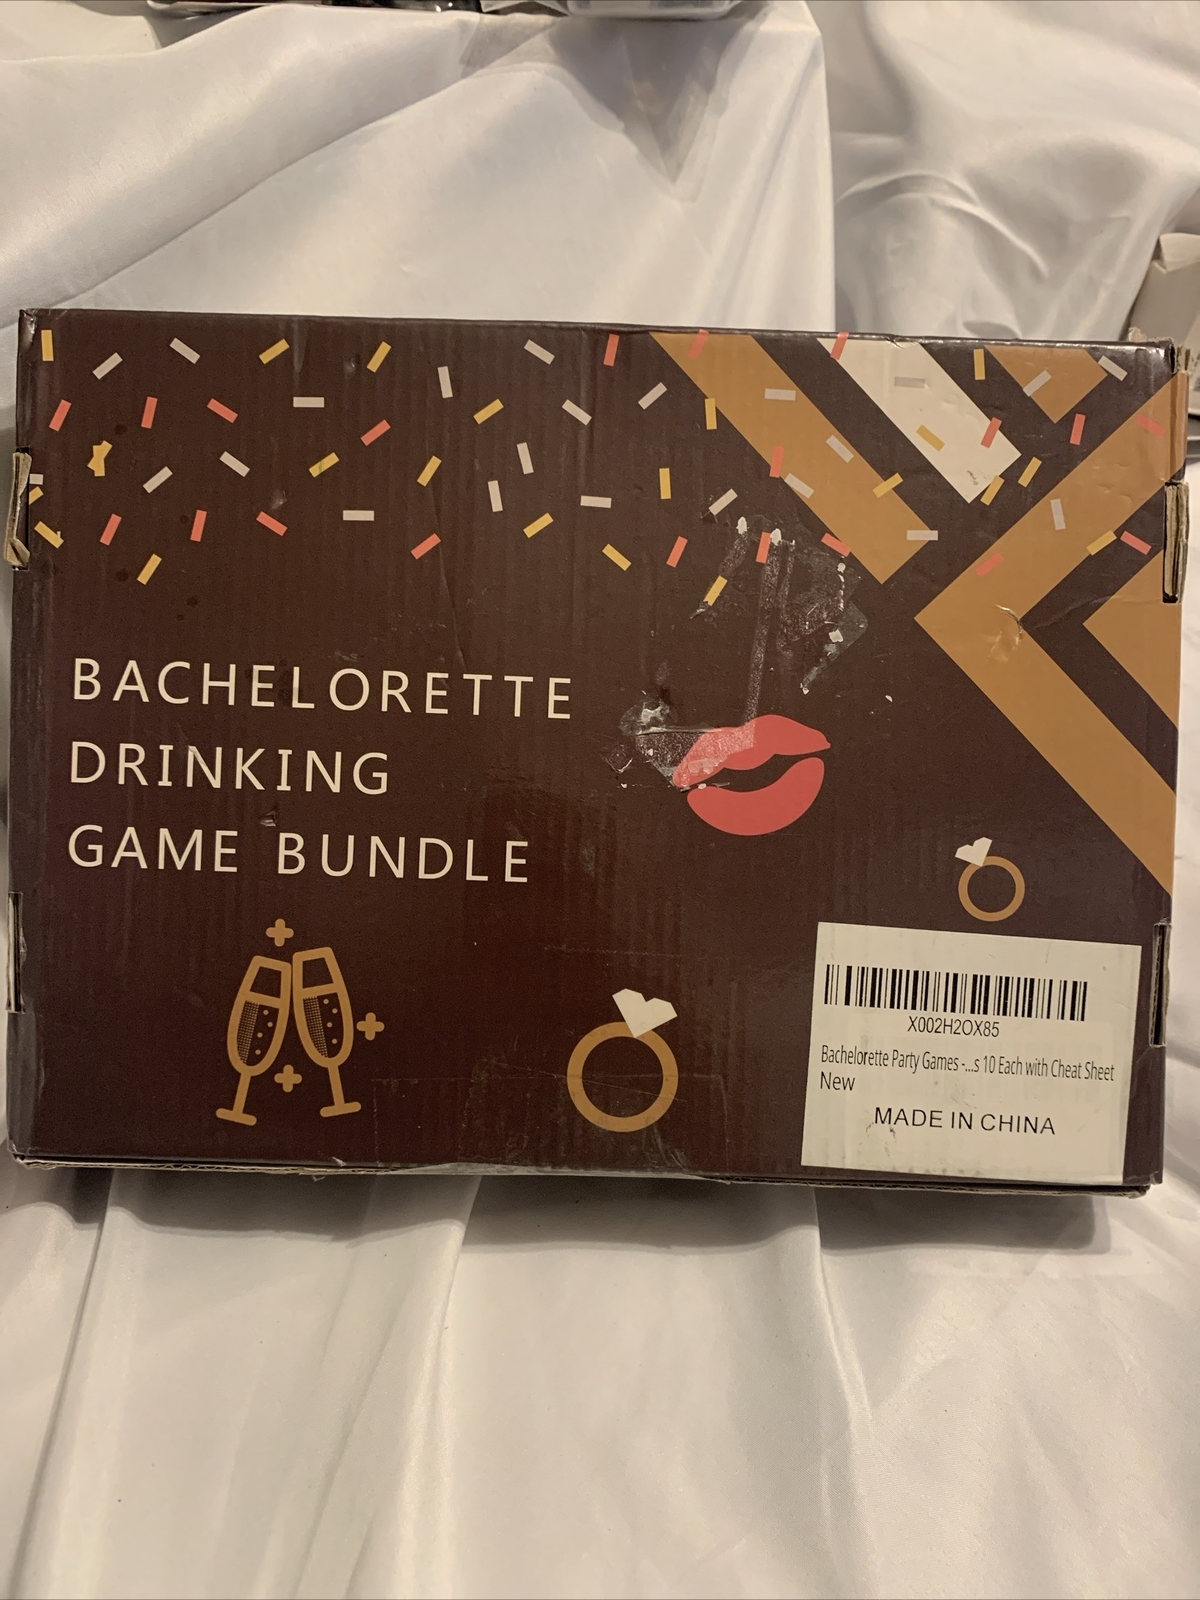 BACHELORETTE
DRINKING
GAME BUNDLE
X002H2OX85
Bachelorette Party Games -...s 10 Each with Cheat Sheet
New
MADE IN CHINA